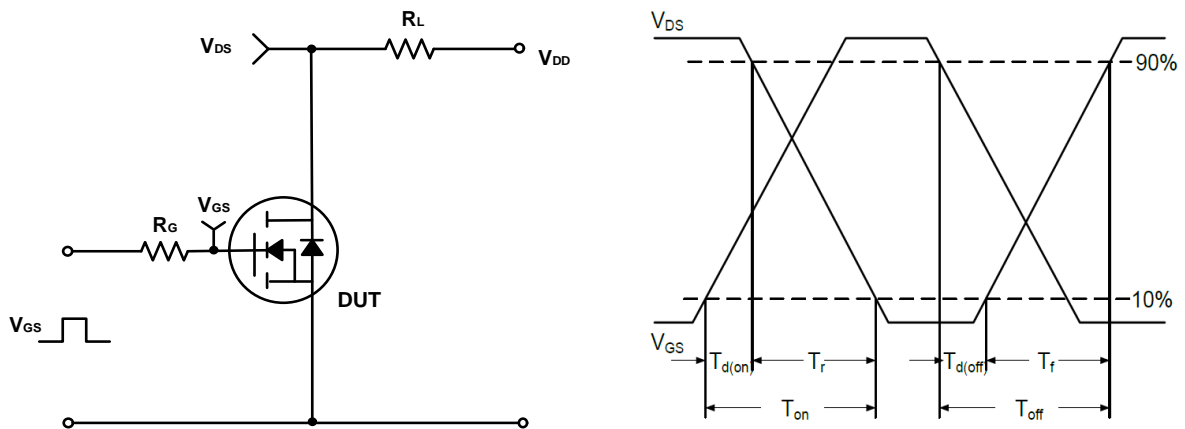 RL
VDS
VDD
RG
VGS
DUT
VGS
VDS
90%
10%
VGS
Td(on)
Tr
Td(off)
Tf
Ton
Toff